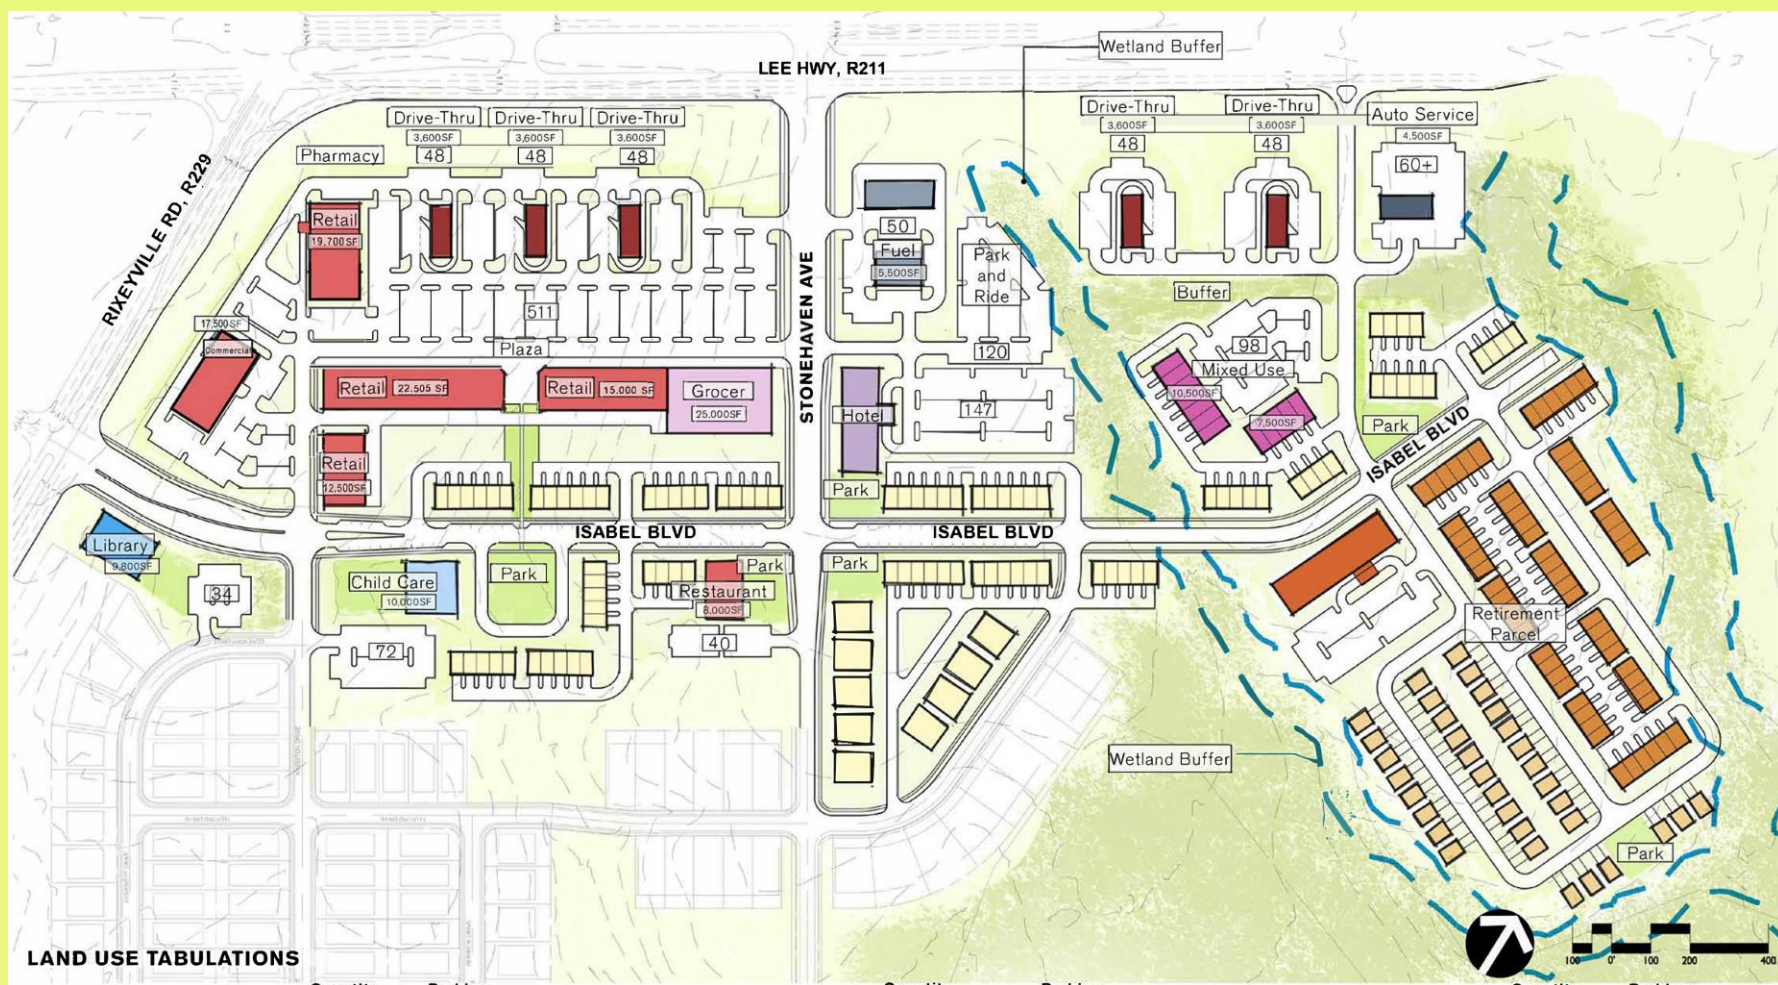 Wetland Buffer
LEE HWY, R211
Drive-Thru
3,600SF
48
Drive-Thru
3,600SF
48
Drive-Thru
3,600SF
48
Drive-Thru
3,600SF
48
Drive-Thru
3,600SF
48
Auto Service
4,500SF
60+
Pharmacy
RIXEYVILLE RD, R229
Retail
19,700SF
STONEHAVEN AVE
50
Fuel
5,500SF
Park
and
Ride
Buffer
511
17,500SF
Commercial
Plaza
120
98
Mixed Use
10,500SF
7,500SF
Retail
22,505 SF
Retail
15,000 SF
Grocer
25,000SF
Hotel
147
Park
ISABEL BLVD
Retail
12,500SF
Park
ISABEL BLVD
ISABEL BLVD
Library
9,800SF
34
Child Care
10,000SF
Park
Park
Restaurant
8,000SF
Park
72
40
Retirement
Parcel
Wetland Buffer
Park
LAND USE TABULATIONS
100
0'
100
200
400